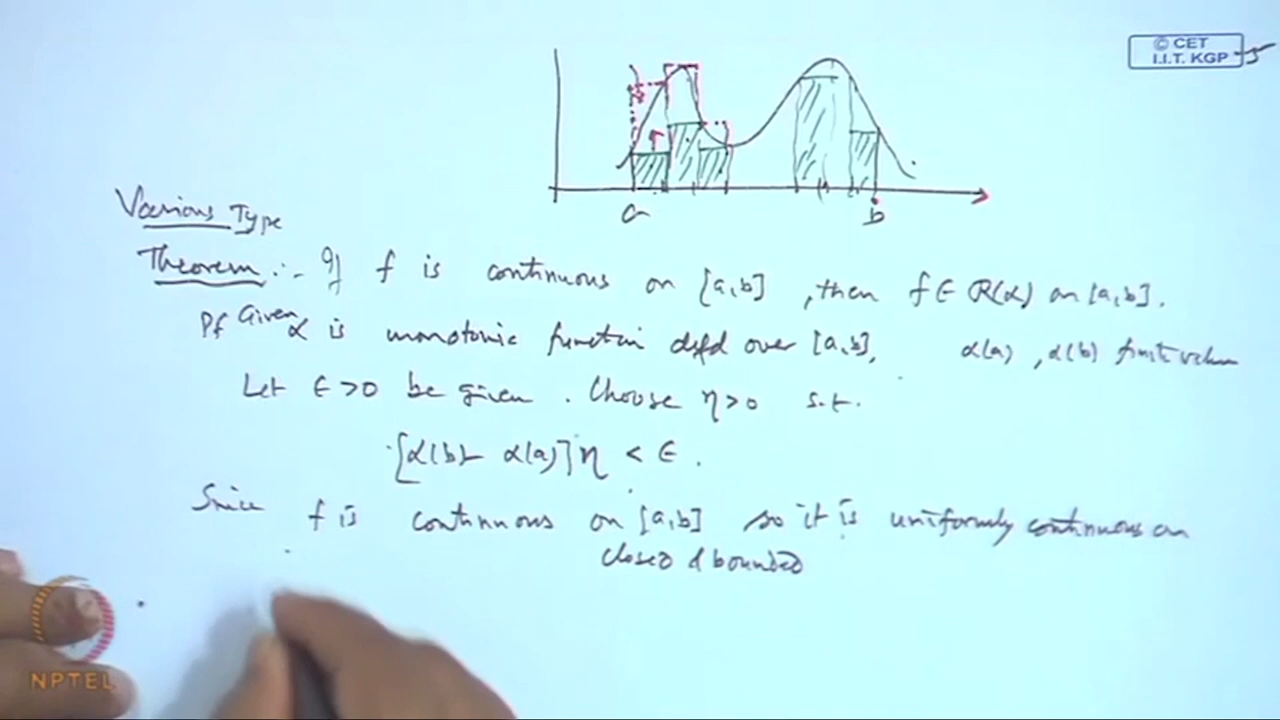 © CET
I.I.T. KGP
a b
Various Type
Theorem :- If f is continuous on [a,b], then f ∈ R(α) on [a,b].
Pf Given α is monotonic function defd over [a,b], α(a), α(b) finite value
Let ϵ>0 be given. Choose η>0 s.t.
[α(b)- α(a)]η < ϵ.
Since f is continuous on [a,b] so it is uniformly continuous on
closed & bounded
NPTEL